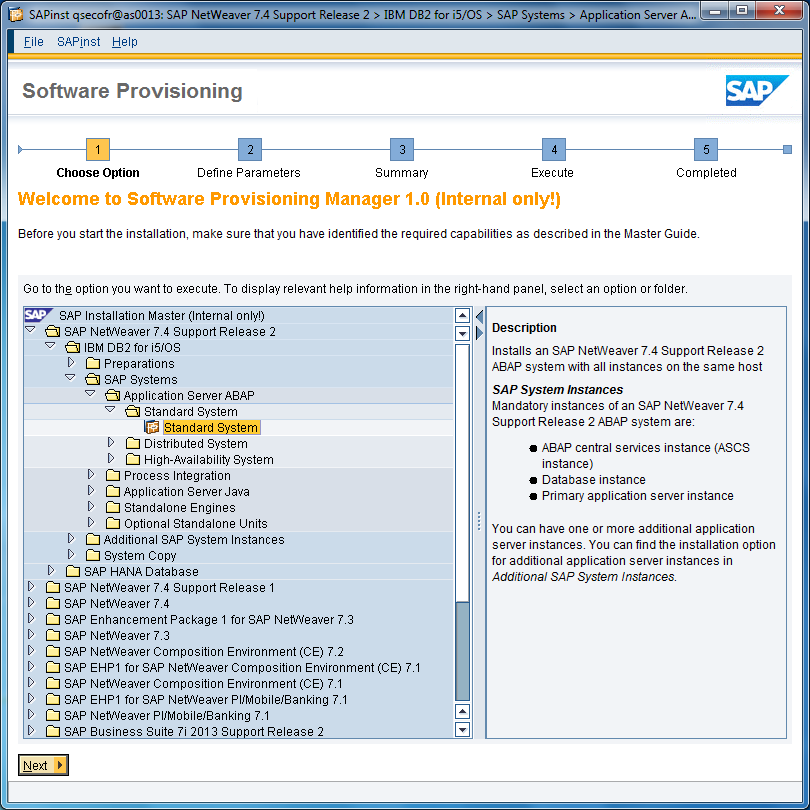 SAPinst qsecofr@as0013: SAP NetWeaver 7.4 Support Release 2 > IBM DB2 for i5/OS > SAP Systems > Application Server A...
File SAPinst Help
Software Provisioning
SAP
1 2 3 4 5
Choose Option Define Parameters Summary Execute Completed
Welcome to Software Provisioning Manager 1.0 (Internal only!)
Before you start the installation, make sure that you have identified the required capabilities as described in the Master Guide.
Go to the option you want to execute. To display relevant help information in the right-hand panel, select an option or folder.
SAP SAP Installation Master (Internal only!)
SAP NetWeaver 7.4 Support Release 2
IBM DB2 for i5/OS
Preparations
SAP Systems
Application Server ABAP
Standard System
Standard System
Distributed System
High-Availability System
Process Integration
Application Server Java
Standalone Engines
Optional Standalone Units
Additional SAP System Instances
System Copy
SAP HANA Database
SAP NetWeaver 7.4 Support Release 1
SAP NetWeaver 7.4
SAP Enhancement Package 1 for SAP NetWeaver 7.3
SAP NetWeaver 7.3
SAP NetWeaver Composition Environment (CE) 7.2
SAP EHP1 for SAP NetWeaver Composition Environment (CE) 7.1
SAP NetWeaver Composition Environment (CE) 7.1
SAP EHP1 for SAP NetWeaver PI/Mobile/Banking 7.1
SAP NetWeaver PI/Mobile/Banking 7.1
SAP Business Suite 7i 2013 Support Release 2
Description
Installs an SAP NetWeaver 7.4 Support Release 2
ABAP system with all instances on the same host
SAP System Instances
Mandatory instances of an SAP NetWeaver 7.4
Support Release 2 ABAP system are:
● ABAP central services instance (ASCS
instance)
● Database instance
● Primary application server instance
You can have one or more additional application
server instances. You can find the installation option
for additional application server instances in
Additional SAP System Instances.
Next